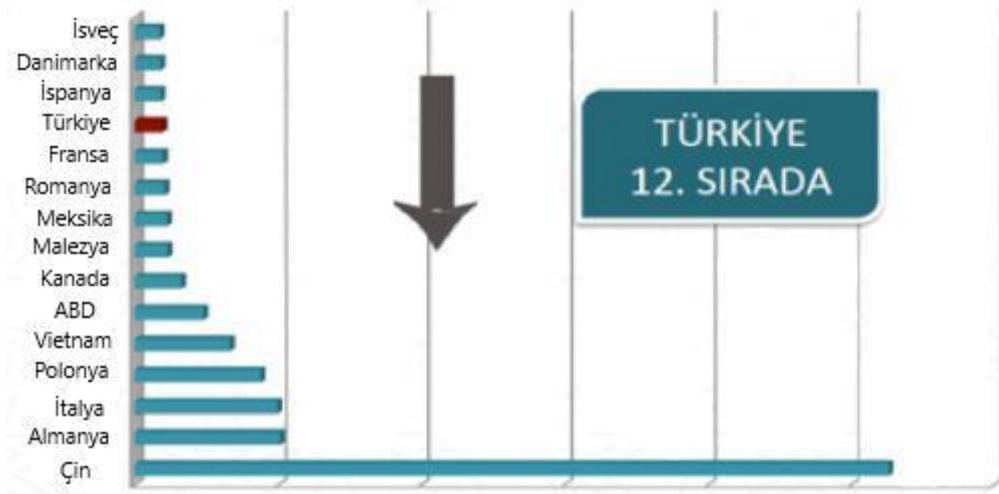 İsveç
Danimarka
İspanya
Türkiye
Fransa
Romanya
Meksika
Malezya
Kanada
ABD
Vietnam
Polonya
İtalya
Almanya
Çin
TÜRKİYE
12. SIRADA